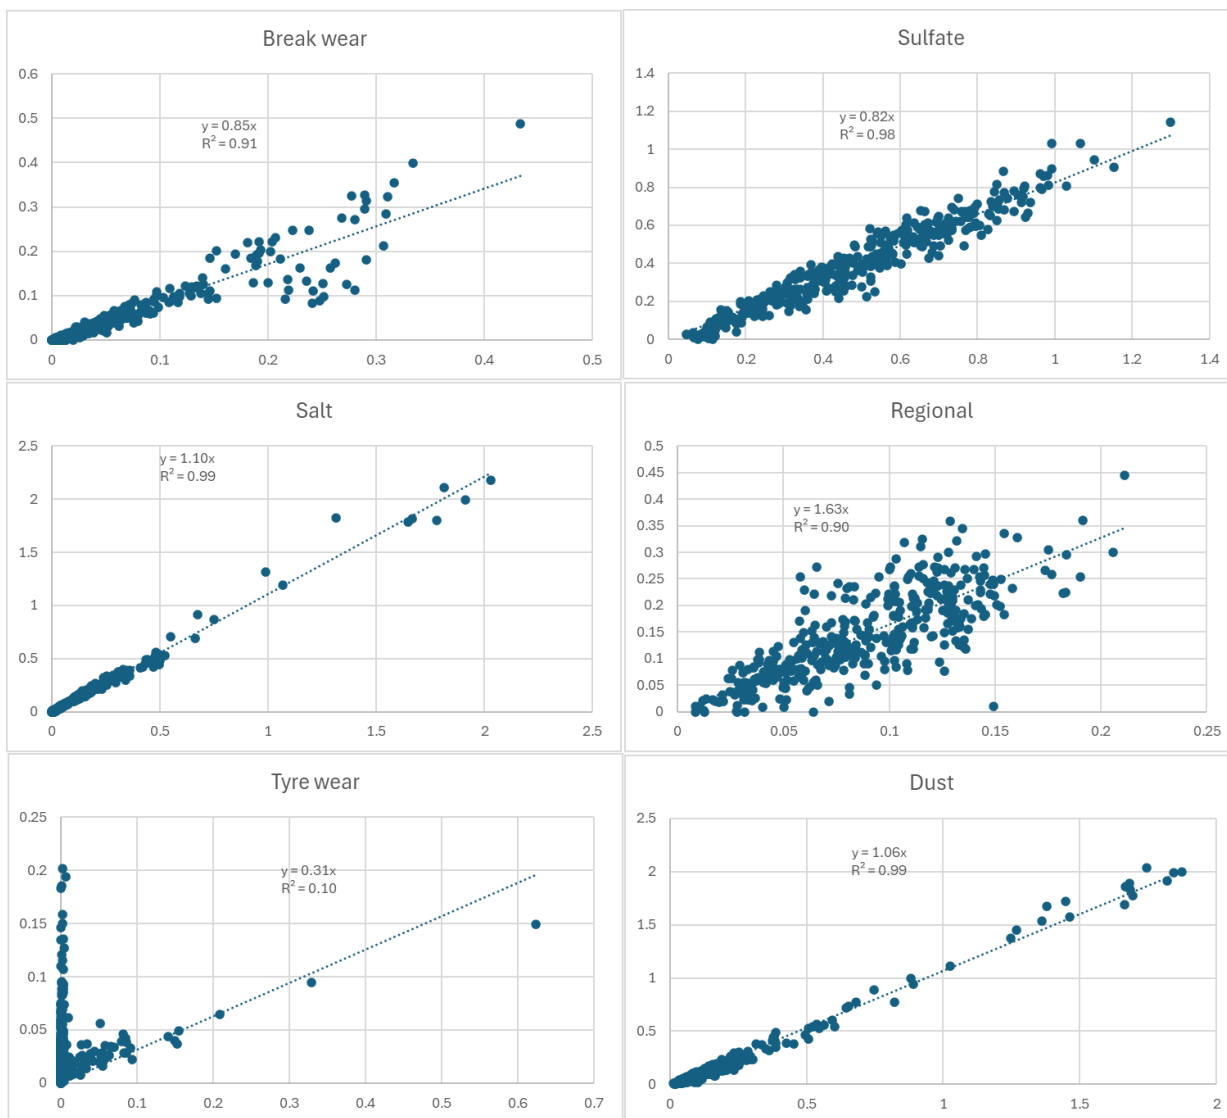 Break wear
0.6
0.5
0.4
0.3
0.2
0.1
0
y = 0.85x
R² = 0.91
0 0.1 0.2 0.3 0.4 0.5
Sulfate
1.4
1.2
1
0.8
0.6
0.4
0.2
0
y = 0.82x
R² = 0.98
0 0.2 0.4 0.6 0.8 1 1.2 1.4
Salt
2.5
2
1.5
1
0.5
0
y = 1.10x
R² = 0.99
0 0.5 1 1.5 2 2.5
Regional
0.5
0.45
0.4
0.35
0.3
0.25
0.2
0.15
0.1
0.05
0
y = 1.63x
R² = 0.90
0 0.05 0.1 0.15 0.2 0.25
Tyre wear
0.25
0.2
0.15
0.1
0.05
0
y = 0.31x
R² = 0.10
0 0.1 0.2 0.3 0.4 0.5 0.6 0.7
Dust
2.5
2
1.5
1
0.5
0
y = 1.06x
R² = 0.99
0 0.5 1 1.5 2